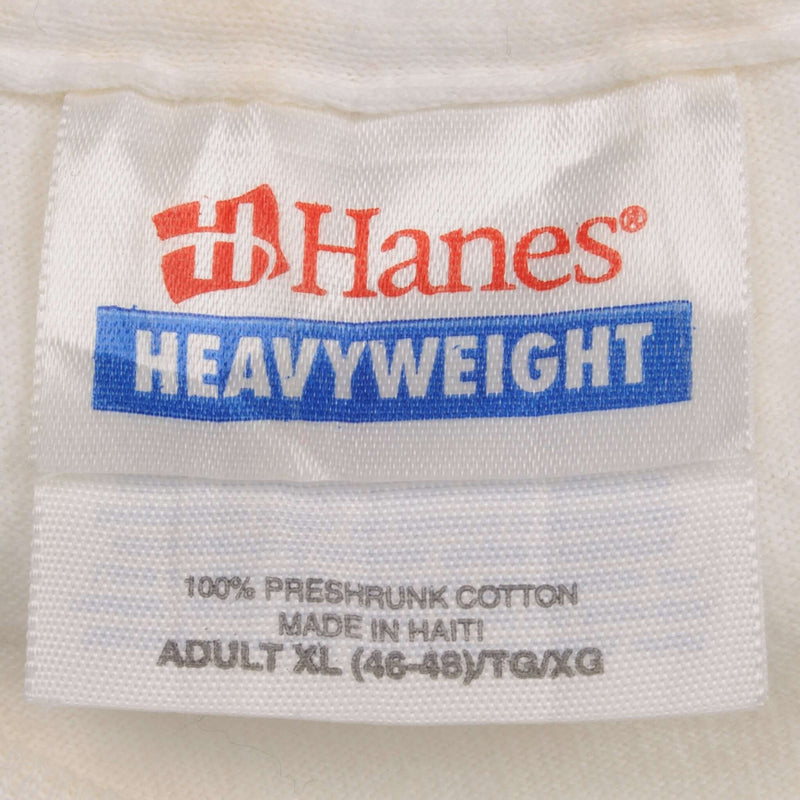 H Hanes®
HEAVYWEIGHT
100% PRESHRUNK COTTON
MADE IN HAITI
ADULT XL (46-48)/TG/XG